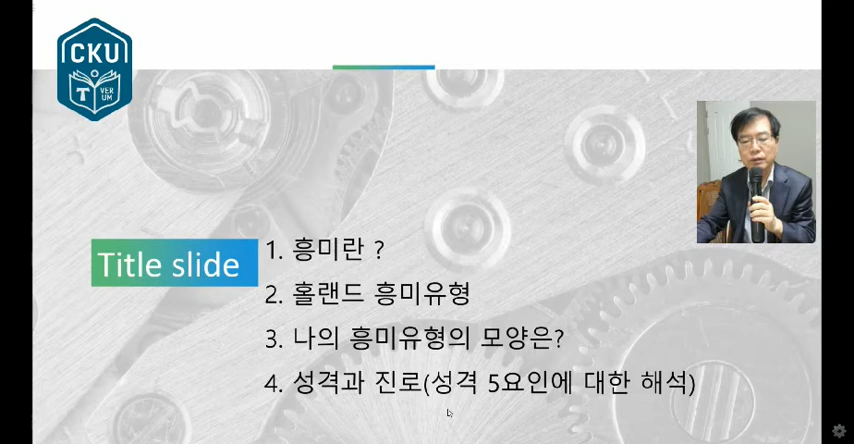 CKU
T VER
UM
Title slide
1. 흥미란 ?
2. 홀랜드 흥미유형
3. 나의 흥미유형의 모양은?
4. 성격과 진로(성격 5요인에 대한 해석)